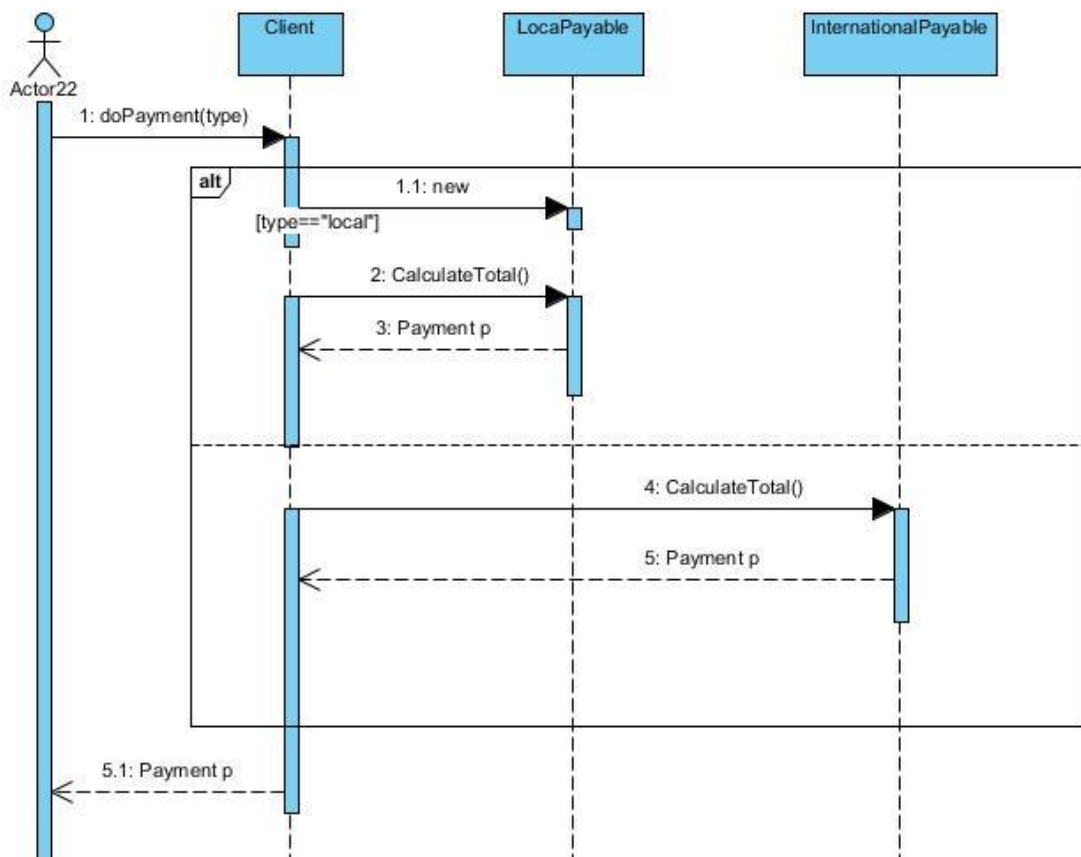 Client
LocaPayable
InternationalPayable
Actor22
1: doPayment(type)
alt
1.1: new
[type=="local"]
2: CalculateTotal()
3: Payment p
4: CalculateTotal()
5: Payment p
5.1: Payment p